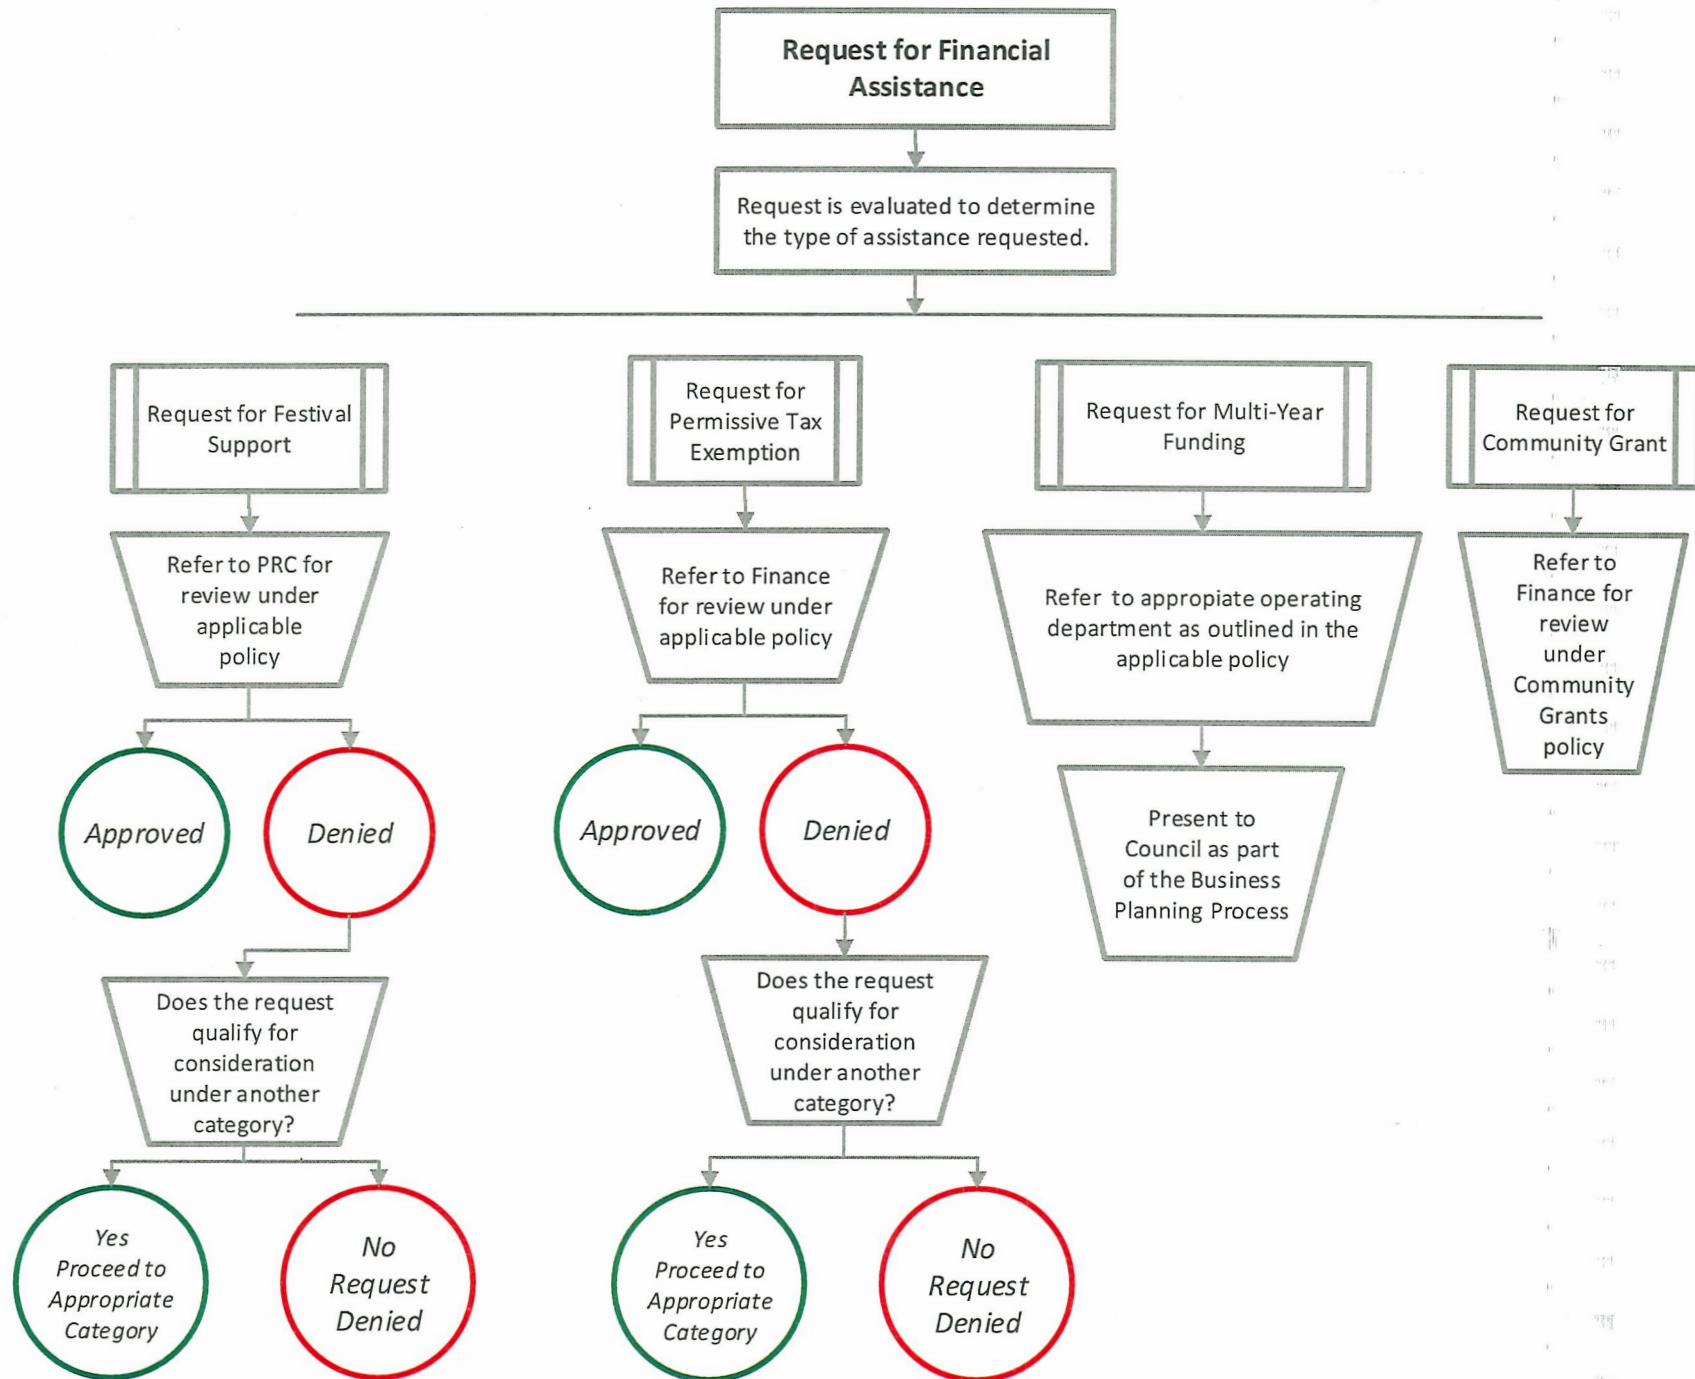 Request for Financial
Assistance
Request is evaluated to determine
the type of assistance requested.
Request for Festival
Support
Request for
Permissive Tax
Exemption
Request for Multi-Year
Funding
Request for
Community Grant
Refer to PRC for
review under
applicable
policy
Refer to Finance
for review under
applicable policy
Refer to appropiate operating
department as outlined in the
applicable policy
Refer to
Finance for
review
under
Community
Grants
policy
Approved
Denied
Approved
Denied
Present to
Council as part
of the Business
Planning Process
Does the request
qualify for
consideration
under another
category?
Does the request
qualify for
consideration
under another
category?
Yes
Proceed to
Appropriate
Category
No
Request
Denied
Yes
Proceed to
Appropriate
Category
No
Request
Denied